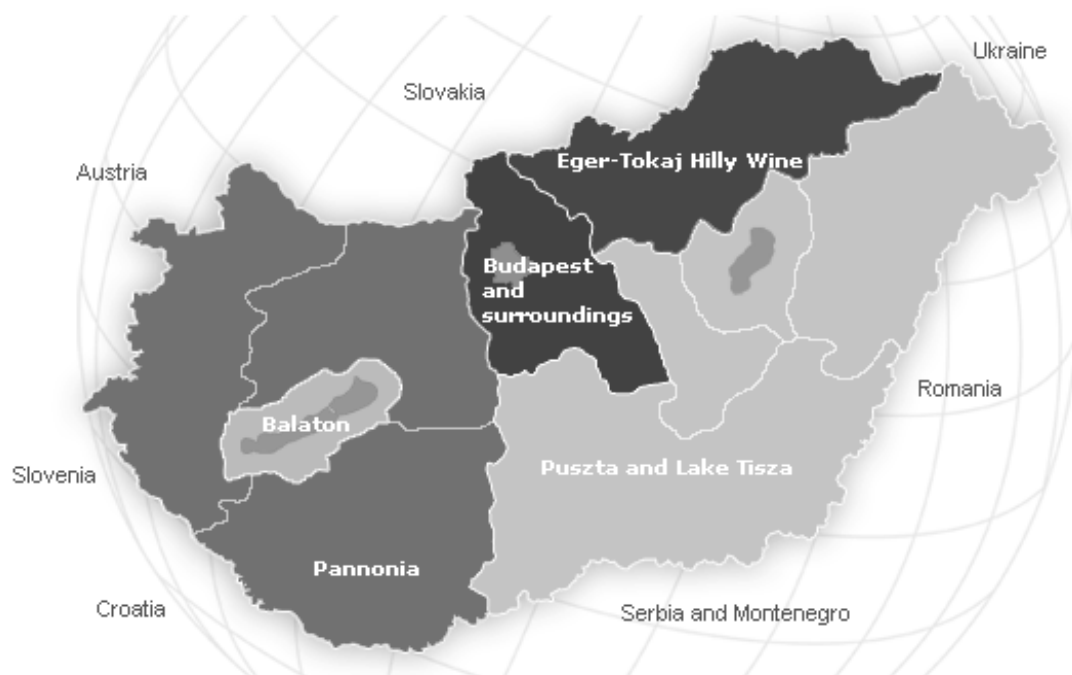 Ukraine
Slovakia
Eger-Tokaj Hilly Wine
Austria
Budapest
and
surroundings
Romania
Balaton
Puszta and Lake Tisza
Slovenia
Pannonia
Croatia
Serbia and Montenegro